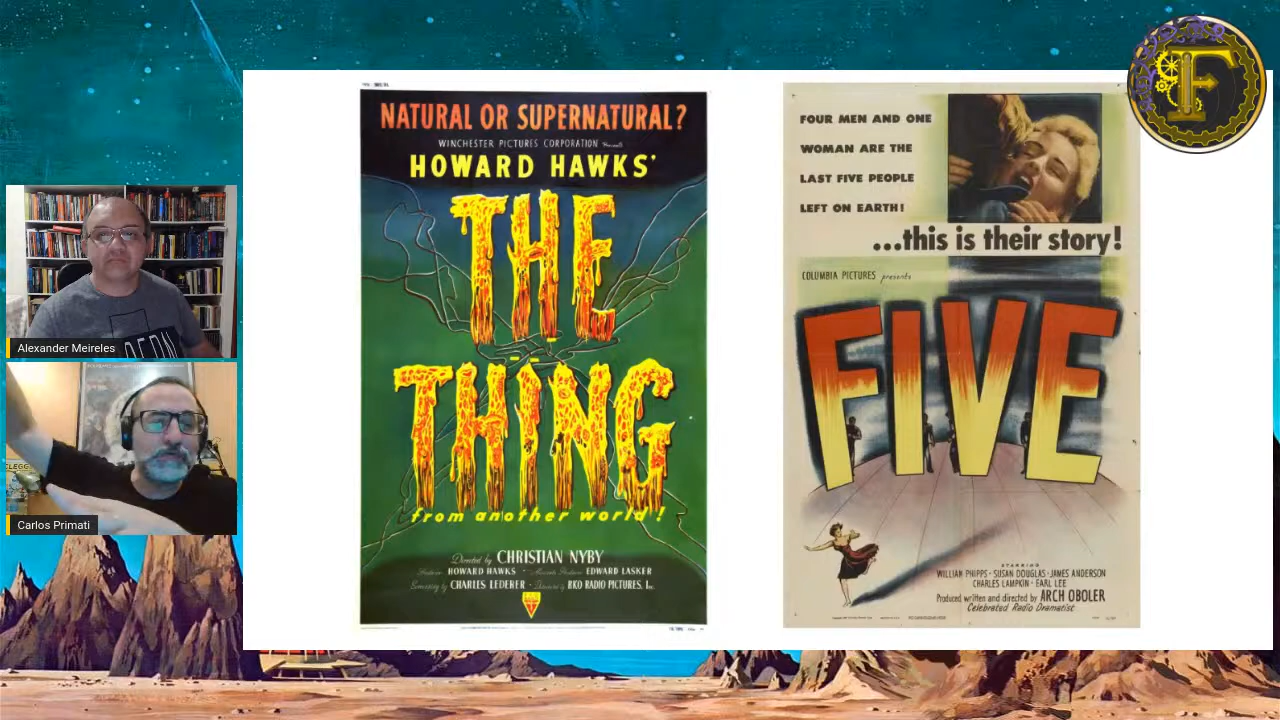 NATURAL OR SUPERNATURAL?
WINCHESTER PICTURES CORPORATION Presents
HOWARD HAWKS'
THE
THING
from another world!
Directed by CHRISTIAN NYBY
HOWARD HAWKS · EDWARD LASKER
CHARLES LEDERER · RKO RADIO PICTURES, Inc.
FOUR MEN AND ONE
WOMAN ARE THE
LAST FIVE PEOPLE
LEFT ON EARTH!
...this is their story!
COLUMBIA PICTURES presents
FIVE
STARRING
WILLIAM PHIPPS · SUSAN DOUGLAS · JAMES ANDERSON
CHARLES LAMPKIN · EARL LEE
Produced written and directed by ARCH OBOLER
Celebrated Radio Dramatist
F
Alexander Meireles
Carlos Primati